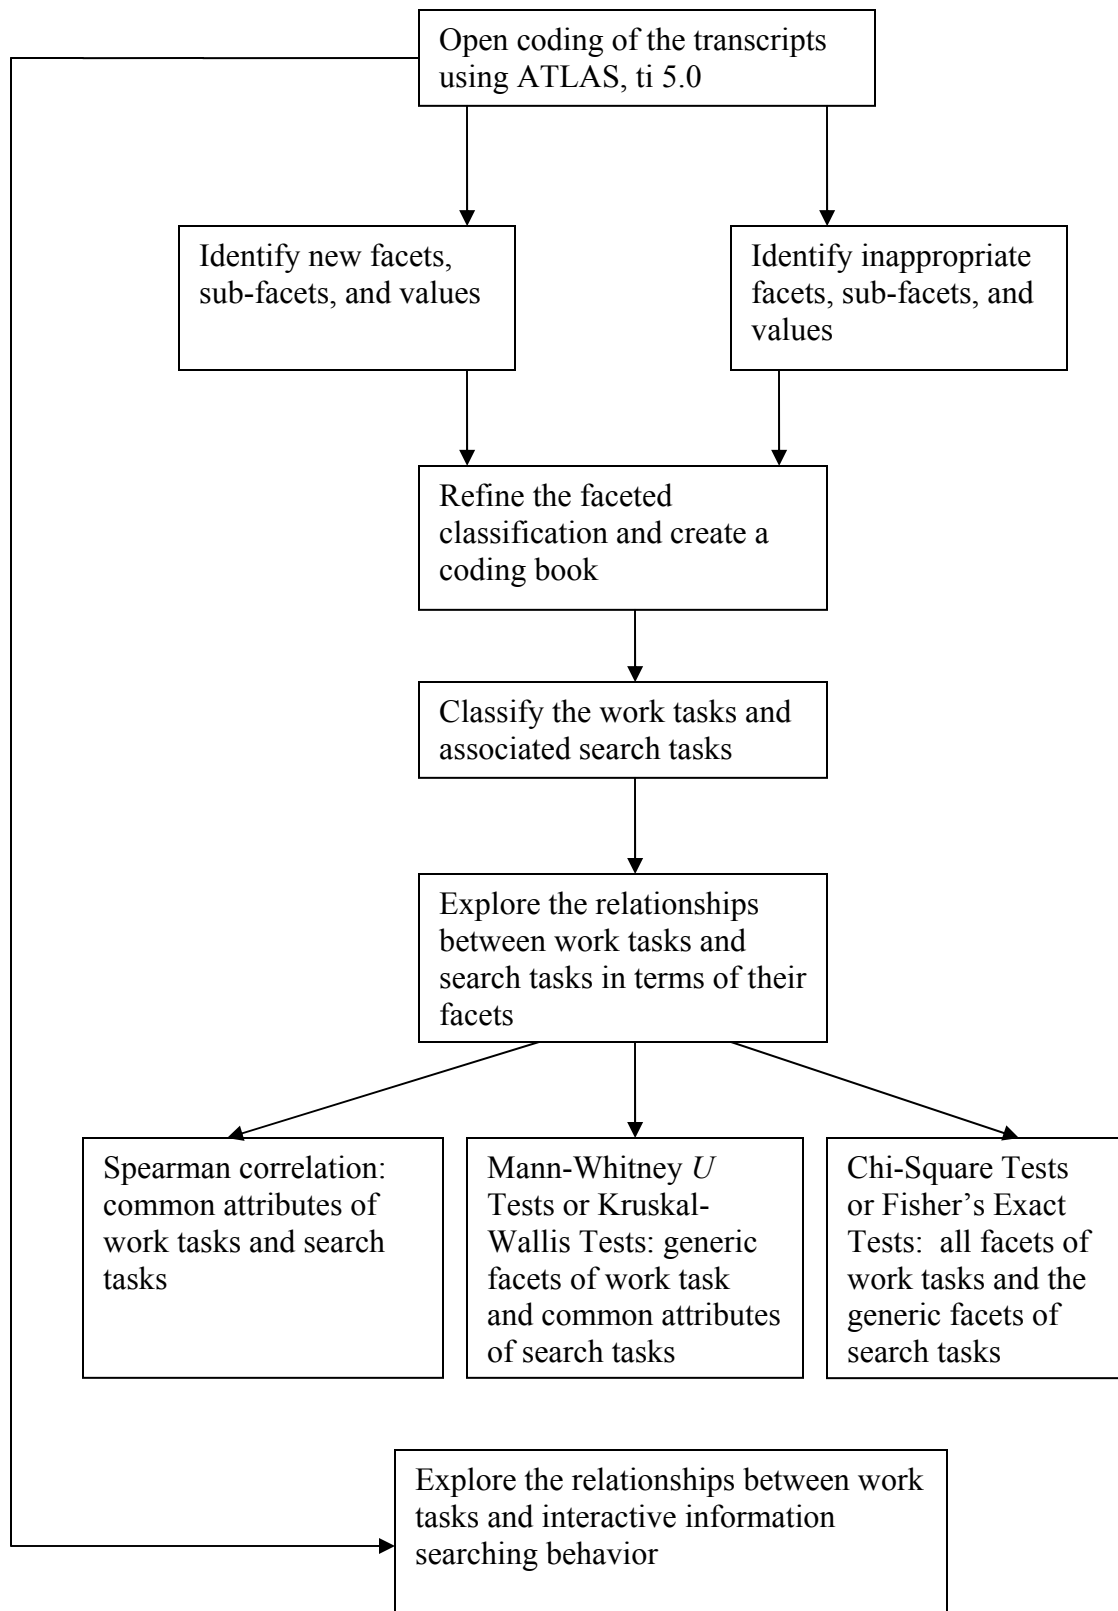 Open coding of the transcripts
using ATLAS, ti 5.0
Identify new facets,
sub-facets, and values
Identify inappropriate
facets, sub-facets, and
values
Refine the faceted
classification and create a
coding book
Classify the work tasks and
associated search tasks
Explore the relationships
between work tasks and
search tasks in terms of their
facets
Spearman correlation:
common attributes of
work tasks and search
tasks
Mann-Whitney U
Tests or Kruskal-
Wallis Tests: generic
facets of work task
and common attributes
of search tasks
Chi-Square Tests
or Fisher’s Exact
Tests:  all facets of
work tasks and the
generic facets of
search tasks
Explore the relationships between work
tasks and interactive information
searching behavior